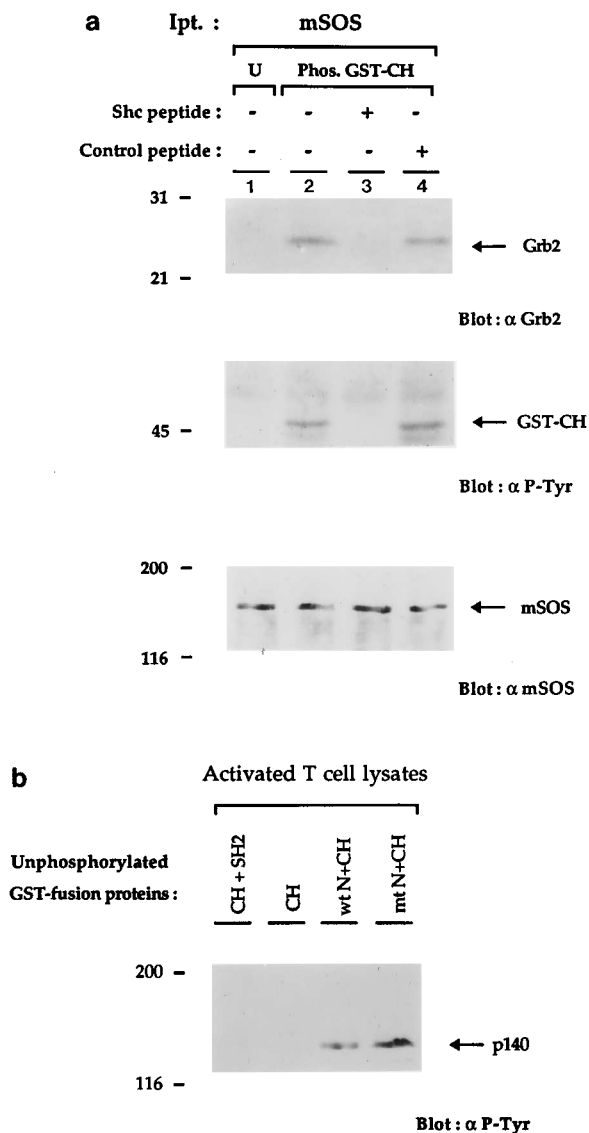 a Ipt. : mSOS
U Phos. GST-CH
Shc peptide : - - + -
Control peptide : - - - +
1 2 3 4
31 –
Grb2
21 –
Blot : α Grb2
GST-CH
45 –
Blot : α P-Tyr
200 –
mSOS
116 –
Blot : α mSOS
b Activated T cell lysates
Unphosphorylated
GST-fusion proteins :
CH + SH2
CH
wt N+CH
mt N+CH
200 –
p140
116 –
Blot : α P-Tyr